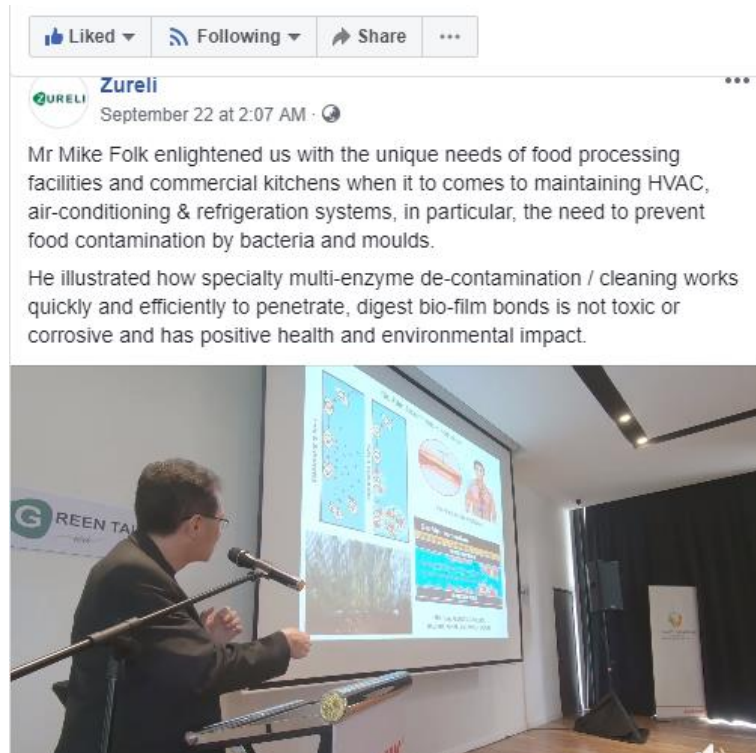 Liked
Following
Share
Zureli
ZURELI
September 22 at 2:07 AM ·
Mr Mike Folk enlightened us with the unique needs of food processing
facilities and commercial kitchens when it to comes to maintaining HVAC,
air-conditioning & refrigeration systems, in particular, the need to prevent
food contamination by bacteria and moulds.
He illustrated how specialty multi-enzyme de-contamination / cleaning works
quickly and efficiently to penetrate, digest bio-film bonds is not toxic or
corrosive and has positive health and environmental impact.
GREEN TA